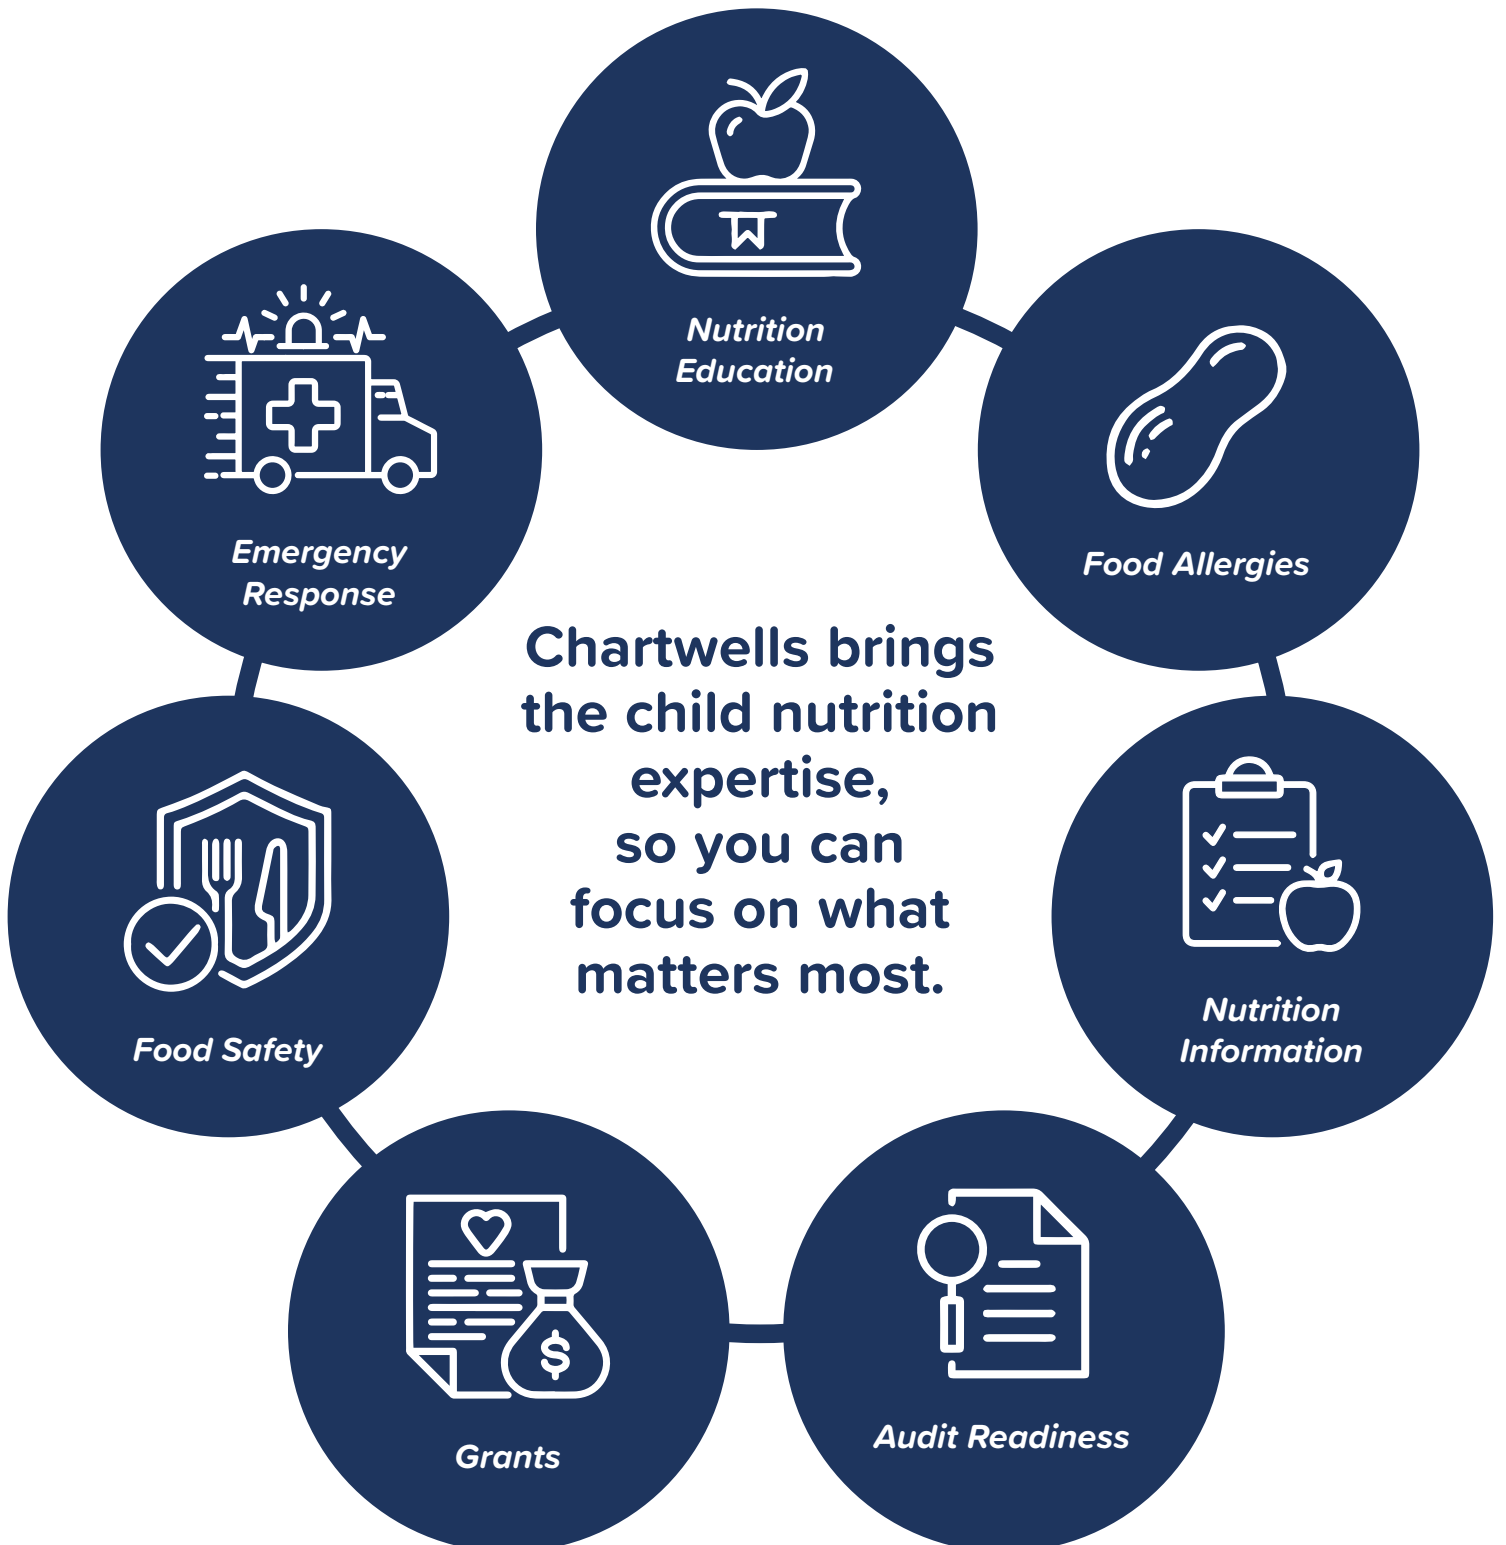 Nutrition
Education
Emergency
Response
Food Allergies
Chartwells brings
the child nutrition
expertise,
so you can
focus on what
matters most.
Food Safety
Nutrition
Information
Grants
$
Audit Readiness